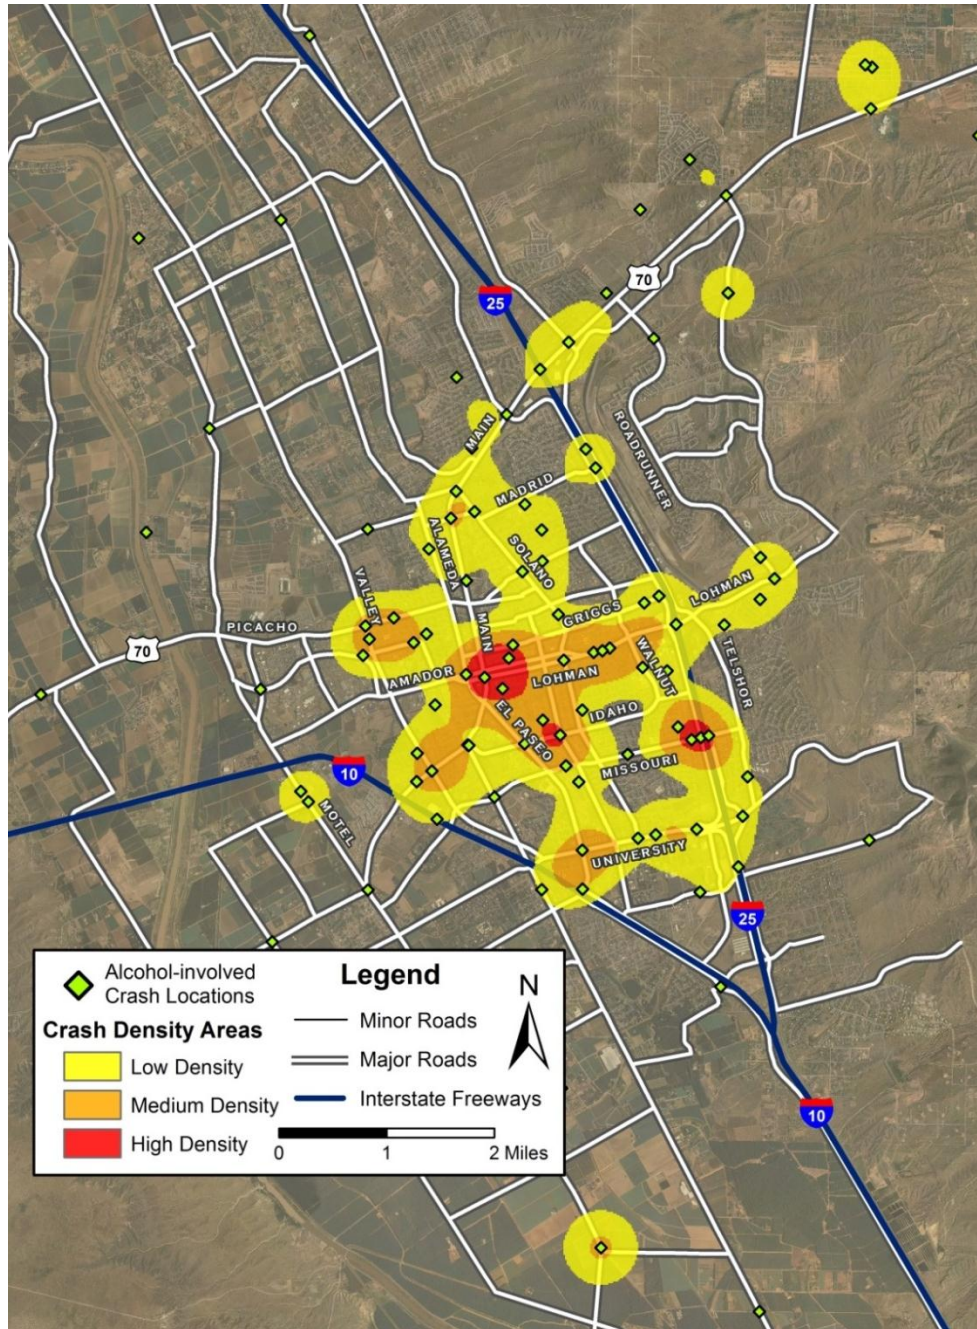 70
25
MAIN
ROADRUNNER
MADRID
ALAMEDA
SOLANO
VALLEY
LOHMAN
GRIGGS
PICACHO
MAIN
70
WALNUT
TELSHOR
AMADOR
LOHMAN
EL PASEO
IDAHO
MISSOURI
10
MOTEL
UNIVERSITY
25
Legend
Alcohol-involved
Crash Locations
Crash Density Areas
Low Density
Medium Density
High Density
Minor Roads
Major Roads
Interstate Freeways
N
0 1 2 Miles
10